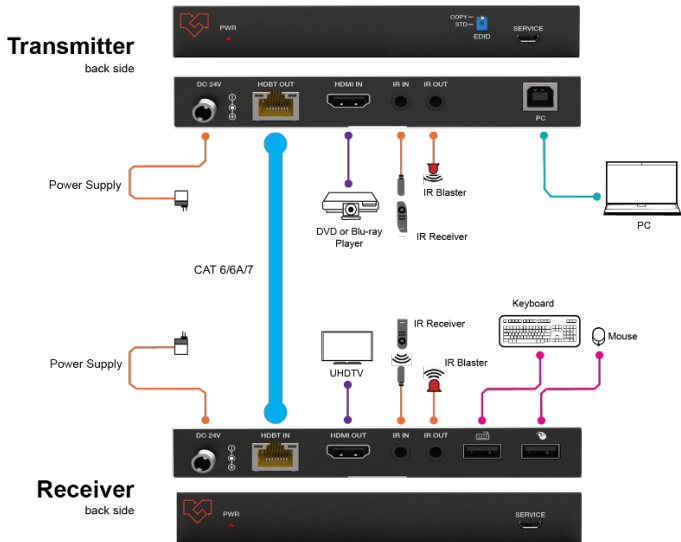 PWR
COPY
STD
EDID
SERVICE
Transmitter
back side
DC 24V
HDBT OUT
HDMI IN
IR IN
IR OUT
PC
Power Supply
IR Blaster
DVD or Blu-ray
Player
IR Receiver
PC
CAT 6/6A/7
Keyboard
IR Receiver
Mouse
Power Supply
UHDTV
IR Blaster
DC 24V
HDBT IN
HDMI OUT
IR IN
IR OUT
Receiver
back side
PWR
SERVICE